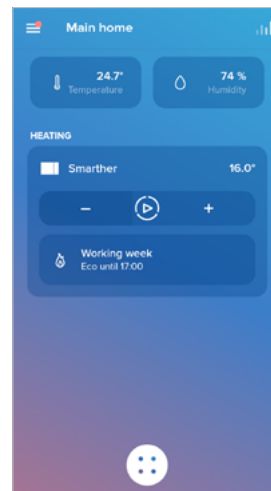 Main home
24.7°
Temperature
74 %
Humidity
HEATING
Smarther
16.0°
Working week
Eco until 17:00